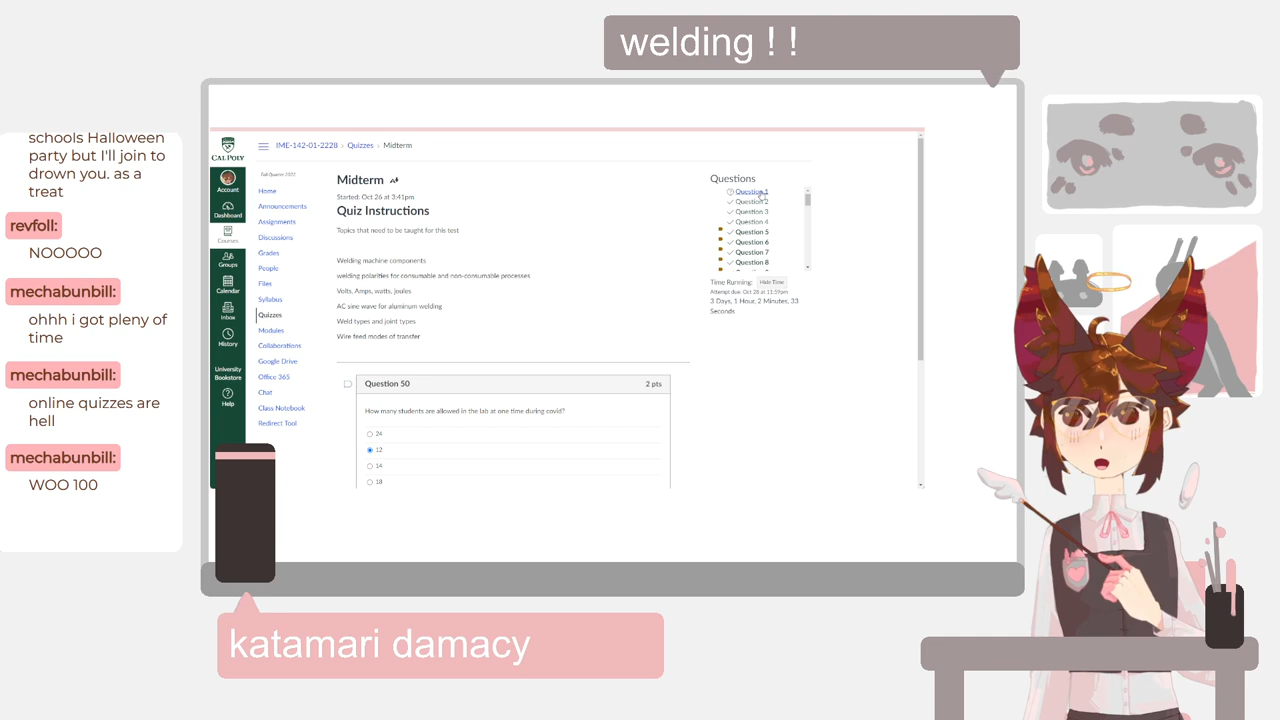 welding ! !
schools Halloween
party but I'll join to
drown you. as a
treat
revfoll:
NOOOOO
mechabunbill:
ohhh i got pleny of
time
mechabunbill:
online quizzes are
hell
mechabunbill:
WOO 100
CAL POLY
Account
Dashboard
Courses
Groups
Calendar
Inbox
History
University
Bookstore
Help
IME-142-01-2228 › Quizzes › Midterm
Fall Quarter 2022
Home
Announcements
Assignments
Discussions
Grades
People
Files
Syllabus
Quizzes
Modules
Collaborations
Google Drive
Office 365
Chat
Class Notebook
Redirect Tool
Midterm
Started: Oct 26 at 3:41pm
Quiz Instructions
Topics that need to be taught for this test
Welding machine components
welding polarities for consumable and non-consumable processes
Volts, Amps, watts, joules
AC sine wave for aluminum welding
Weld types and joint types
Wire feed modes of transfer
Question 50 2 pts
How many students are allowed in the lab at one time during covid?
24
12
14
18
Questions
Question 1
Question 2
Question 3
Question 4
Question 5
Question 6
Question 7
Question 8
Time Running: Hide Time
Attempt due: Oct 28 at 11:59pm
3 Days, 1 Hour, 2 Minutes, 33
Seconds
katamari damacy